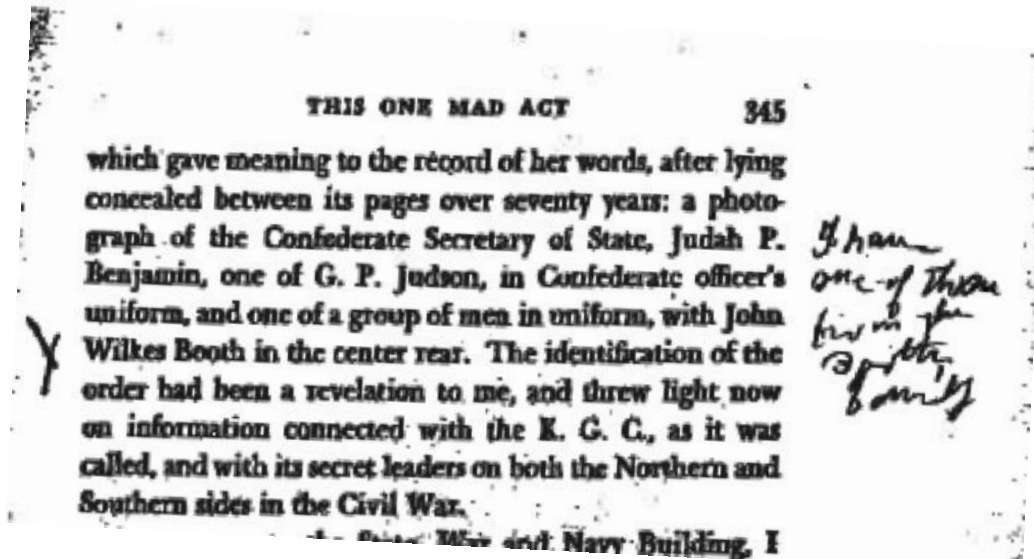 THIS ONE MAD ACT 345
which gave meaning to the record of her words, after lying
concealed between its pages over seventy years: a photo-
graph of the Confederate Secretary of State, Judah P.
Benjamin, one of G. P. Judson, in Confederate officer's
uniform, and one of a group of men in uniform, with John
Wilkes Booth in the center rear. The identification of the
order had been a revelation to me, and threw light now
on information connected with the K. G. C., as it was
called, and with its secret leaders on both the Northern and
Southern sides in the Civil War.
State, War and Navy Building, I
I have
one of
from the
family